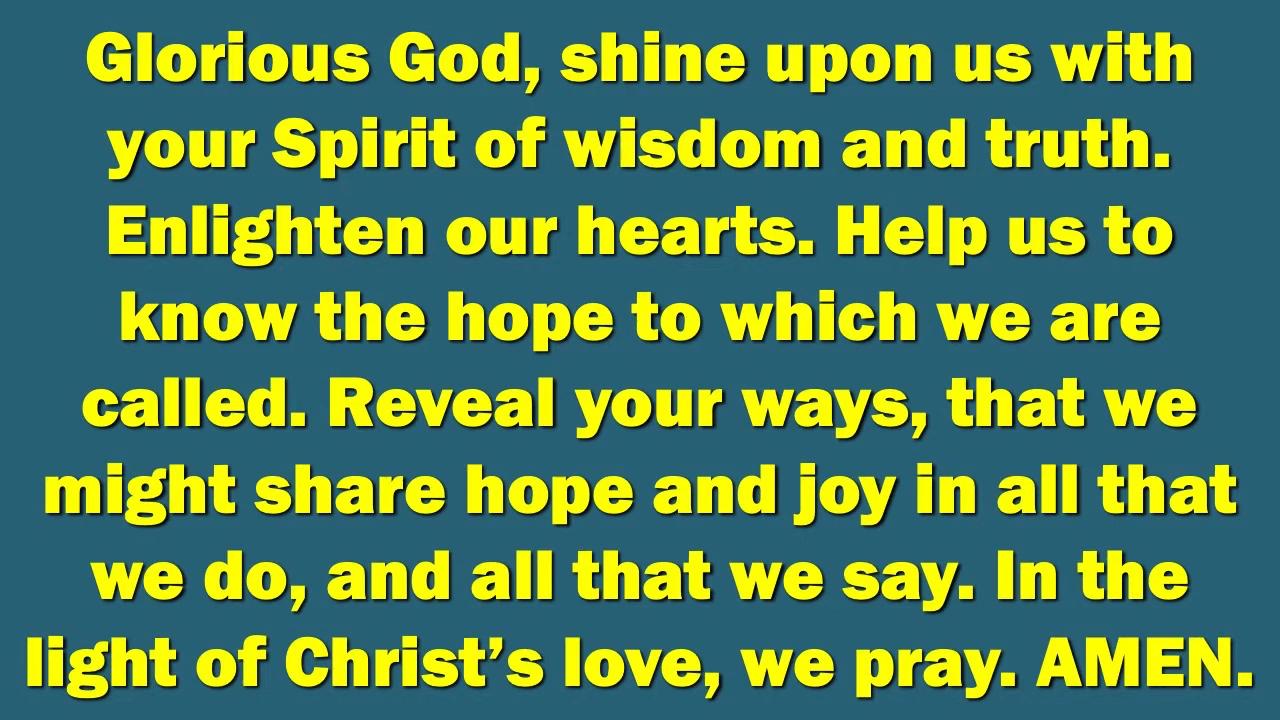 Glorious God, shine upon us with
your Spirit of wisdom and truth.
Enlighten our hearts. Help us to
know the hope to which we are
called. Reveal your ways, that we
might share hope and joy in all that
we do, and all that we say. In the
light of Christ’s love, we pray. AMEN.